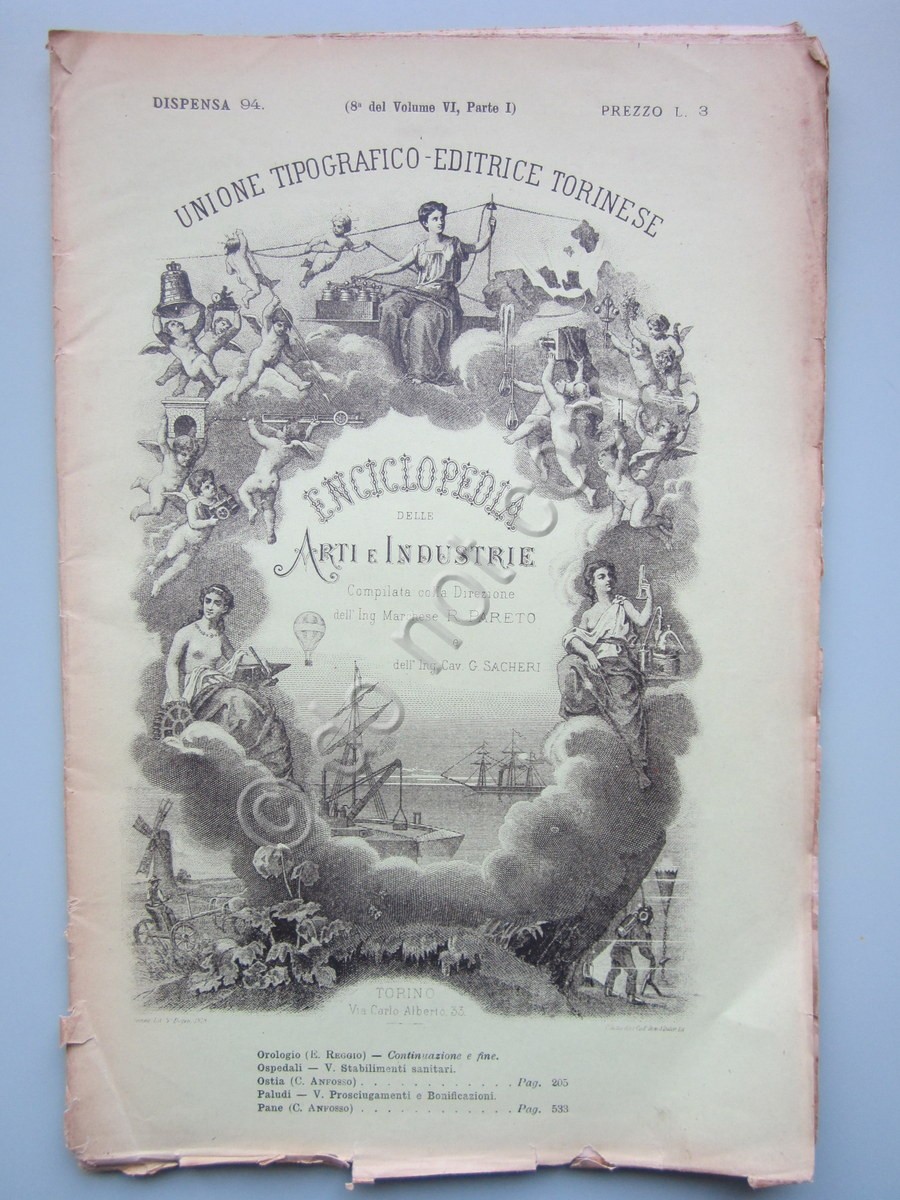 DISPENSA 94.
(8ª del Volume VI, Parte I)
PREZZO L. 3
UNIONE TIPOGRAFICO-EDITRICE TORINESE
ENCICLOPEDIA
DELLE
ARTI E INDUSTRIE
Compilata colla Direzione
dell' Ing. Marchese R. PARETO
e
dell' Ing. Cav. G. SACHERI
TORINO
Via Carlo Alberto, 33.
Orologio (E. REGGIO) — Continuazione e fine.
Ospedali — V. Stabilimenti sanitari.
Ostia (C. ANFOSSO) . . . . . . . . . . . . . Pag. 205
Paludi — V. Prosciugamenti e Bonificazioni.
Pane (C. ANFOSSO) . . . . . . . . . . . . . Pag. 533